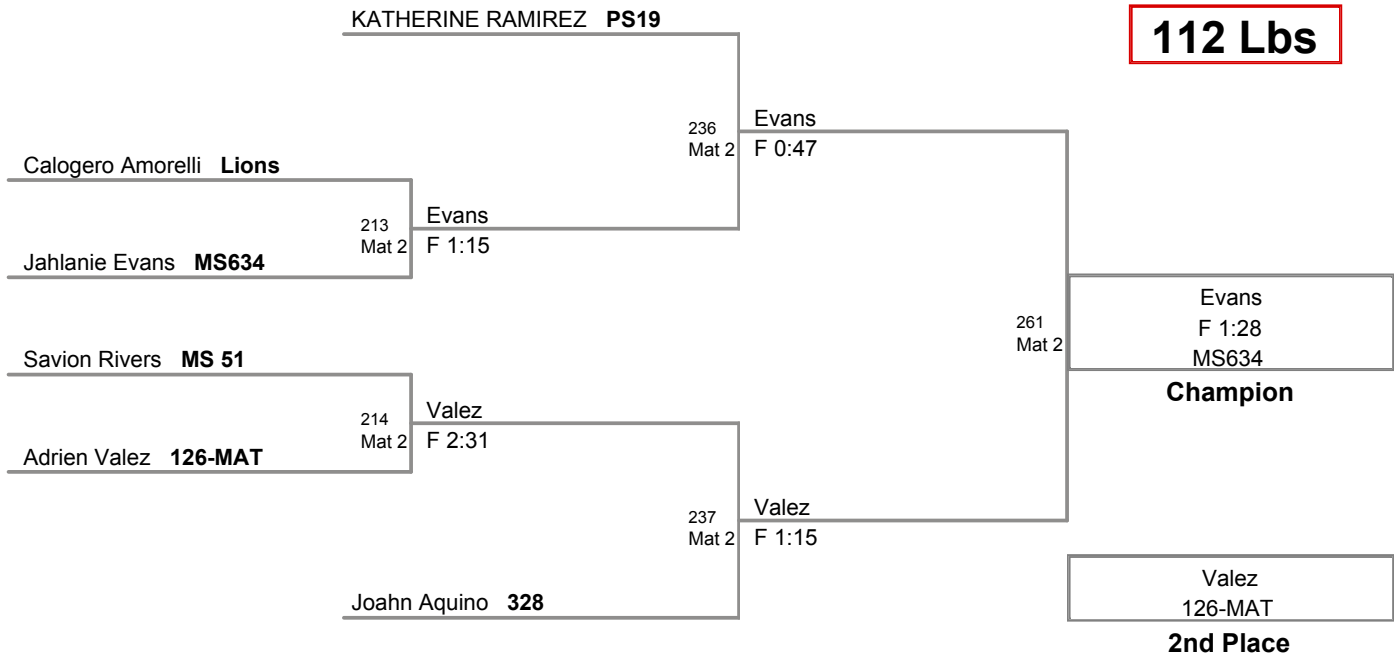 KATHERINE RAMIREZ PS19
112 Lbs
236
Mat 2
Evans
F 0:47
Calogero Amorelli Lions
213
Mat 2
Evans
F 1:15
Jahlanie Evans MS634
261
Mat 2
Evans
F 1:28
MS634
Champion
Savion Rivers MS 51
214
Mat 2
Valez
F 2:31
Adrien Valez 126-MAT
237
Mat 2
Valez
F 1:15
Joahn Aquino 328
Valez
126-MAT
2nd Place